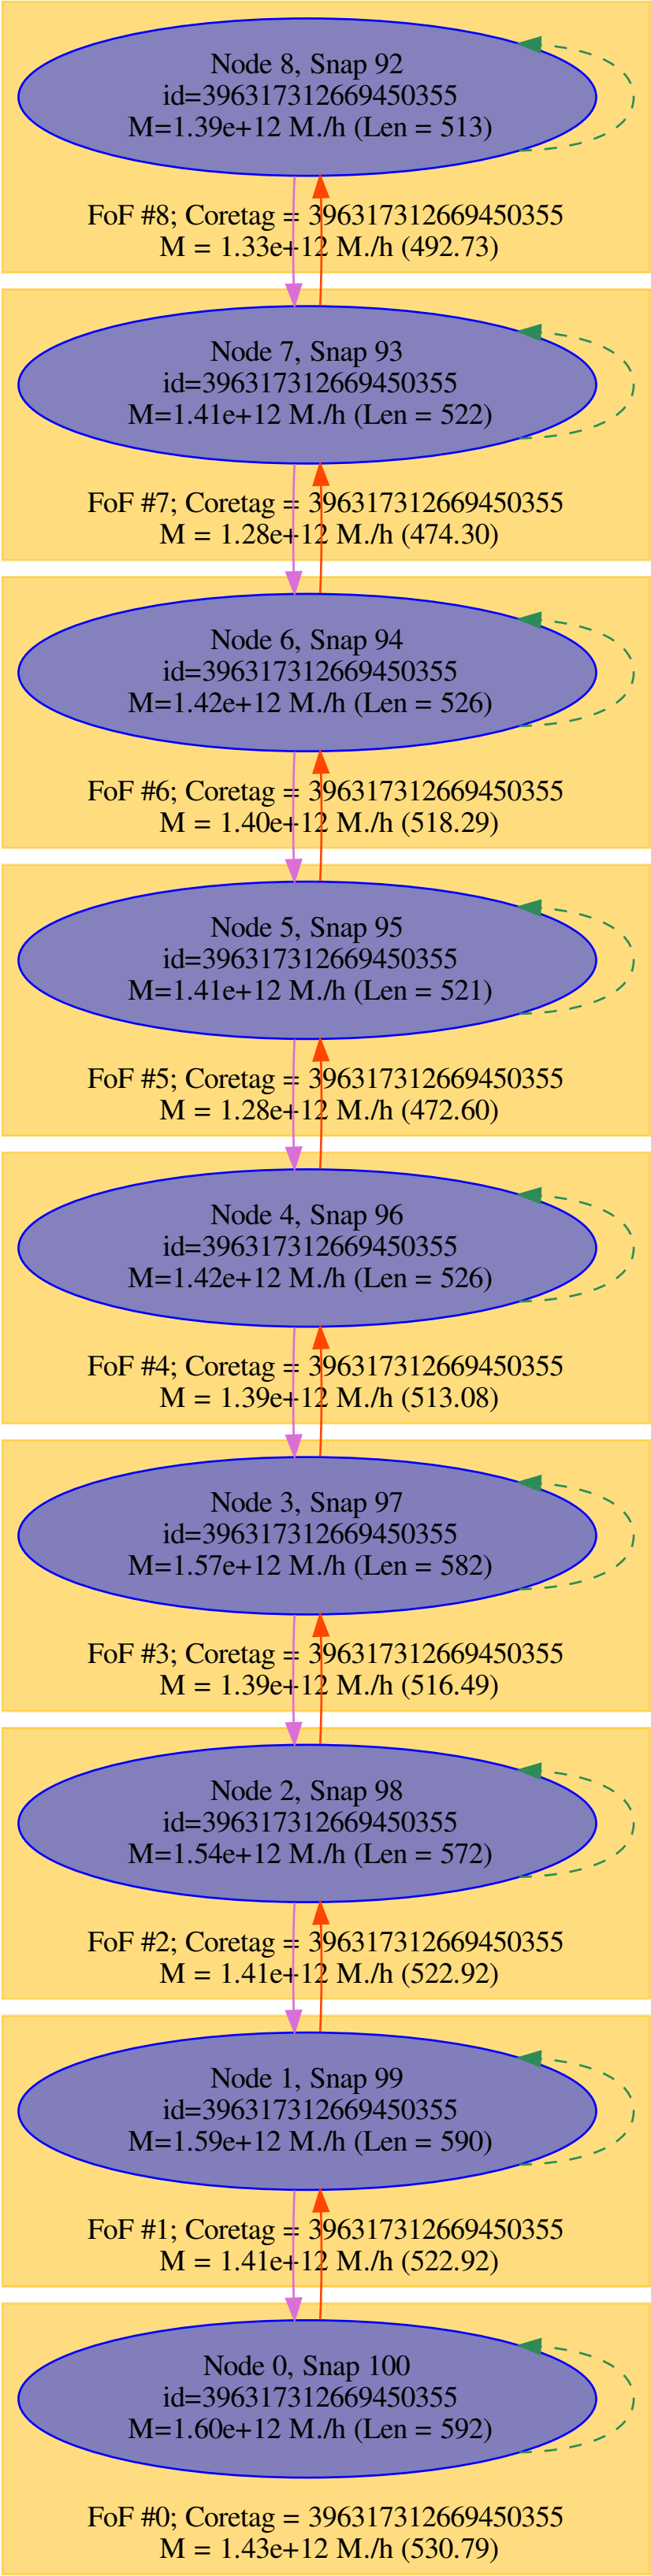 Node 8, Snap 92
id=396317312669450355
M=1.39e+12 M./h (Len = 513)
FoF #8; Coretag = 396317312669450355
M = 1.33e+12 M./h (492.73)
Node 7, Snap 93
id=396317312669450355
M=1.41e+12 M./h (Len = 522)
FoF #7; Coretag = 396317312669450355
M = 1.28e+12 M./h (474.30)
Node 6, Snap 94
id=396317312669450355
M=1.42e+12 M./h (Len = 526)
FoF #6; Coretag = 396317312669450355
M = 1.40e+12 M./h (518.29)
Node 5, Snap 95
id=396317312669450355
M=1.41e+12 M./h (Len = 521)
FoF #5; Coretag = 396317312669450355
M = 1.28e+12 M./h (472.60)
Node 4, Snap 96
id=396317312669450355
M=1.42e+12 M./h (Len = 526)
FoF #4; Coretag = 396317312669450355
M = 1.39e+12 M./h (513.08)
Node 3, Snap 97
id=396317312669450355
M=1.57e+12 M./h (Len = 582)
FoF #3; Coretag = 396317312669450355
M = 1.39e+12 M./h (516.49)
Node 2, Snap 98
id=396317312669450355
M=1.54e+12 M./h (Len = 572)
FoF #2; Coretag = 396317312669450355
M = 1.41e+12 M./h (522.92)
Node 1, Snap 99
id=396317312669450355
M=1.59e+12 M./h (Len = 590)
FoF #1; Coretag = 396317312669450355
M = 1.41e+12 M./h (522.92)
Node 0, Snap 100
id=396317312669450355
M=1.60e+12 M./h (Len = 592)
FoF #0; Coretag = 396317312669450355
M = 1.43e+12 M./h (530.79)